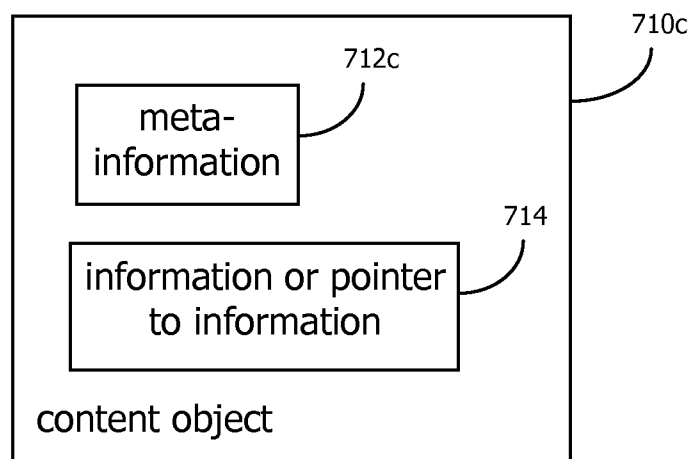 710c
712c
meta-
information
714
information or pointer
to information
content object